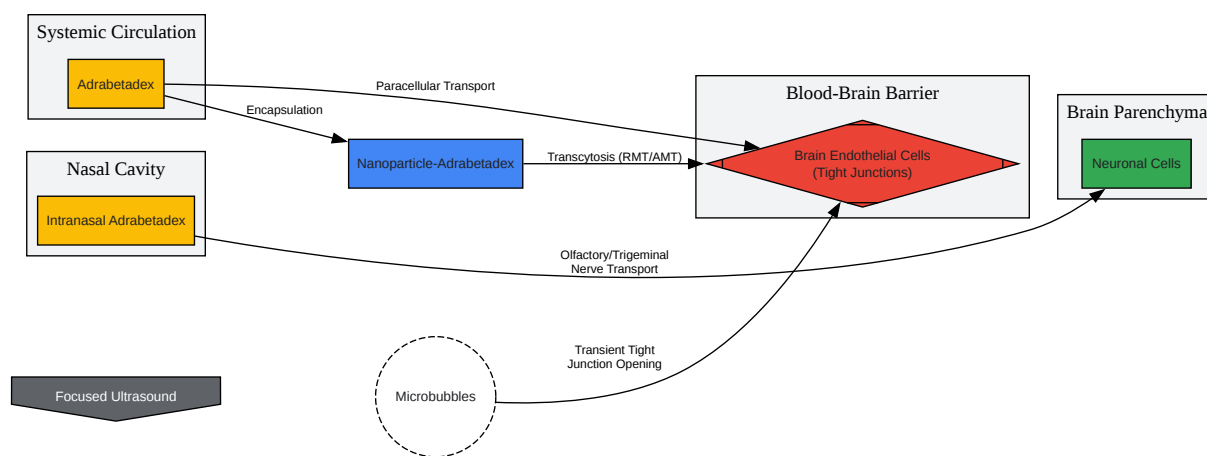 Systemic Circulation
Adrabetadex
Paracellular Transport
Encapsulation
Blood-Brain Barrier
Brain Endothelial Cells
(Tight Junctions)
Brain Parenchyma
Neuronal Cells
Nanoparticle-Adrabetadex
Transcytosis (RMT/AMT)
Nasal Cavity
Intranasal Adrabetadex
Olfactory/Trigeminal
Nerve Transport
Transient Tight
Junction Opening
Focused Ultrasound
Microbubbles